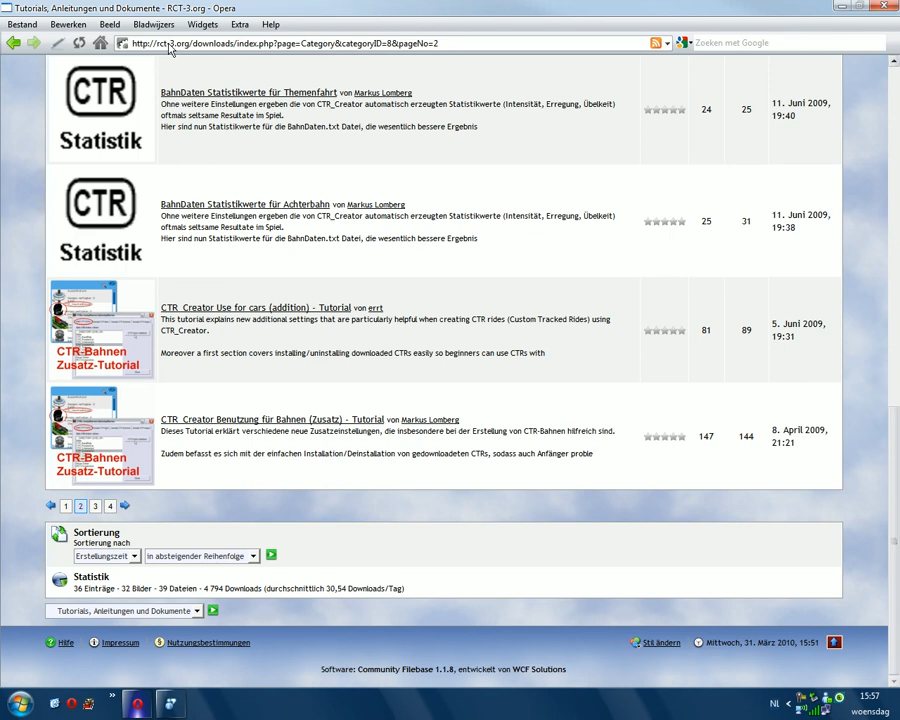 Tutorials, Anleitungen und Dokumente - RCT-3.org - Opera
Bestand Bewerken Beeld Bladwijzers Widgets Extra Help
http://rct-3.org/downloads/index.php?page=Category&categoryID=8&pageNo=2
Zoeken met Google
CTR
Statistik
BahnDaten Statistikwerte für Themenfahrt von Markus Lomberg
Ohne weitere Einstellungen ergeben die von CTR_Creator automatisch erzeugten Statistikwerte (Intensität, Erregung, Übelkeit)
oftmals seltsame Resultate im Spiel.
Hier sind nun Statistikwerte für die BahnDaten.txt Datei, die wesentlich bessere Ergebnis
24 25 11. Juni 2009,
19:40
CTR
Statistik
BahnDaten Statistikwerte für Achterbahn von Markus Lomberg
Ohne weitere Einstellungen ergeben die von CTR_Creator automatisch erzeugten Statistikwerte (Intensität, Erregung, Übelkeit)
oftmals seltsame Resultate im Spiel.
Hier sind nun Statistikwerte für die BahnDaten.txt Datei, die wesentlich bessere Ergebnis
25 31 11. Juni 2009,
19:38
CTR-Bahnen
Zusatz-Tutorial
CTR_Creator Use for cars (addition) - Tutorial von errt
This tutorial explains new additional settings that are particularly helpful when creating CTR rides (Custom Tracked Rides) using
CTR_Creator.
Moreover a first section covers installing/uninstalling downloaded CTRs easily so beginners can use CTRs with
81 89 5. Juni 2009,
19:31
CTR-Bahnen
Zusatz-Tutorial
CTR_Creator Benutzung für Bahnen (Zusatz) - Tutorial von Markus Lomberg
Dieses Tutorial erklärt verschiedene neue Zusatzeinstellungen, die insbesondere bei der Erstellung von CTR-Bahnen hilfreich sind.
Zudem befasst es sich mit der einfachen Installation/Deinstallation von gedownloadeten CTRs, sodass auch Anfänger proble
147 144 8. April 2009,
21:21
1 2 3 4
Sortierung
Sortierung nach
Erstellungszeit in absteigender Reihenfolge
Statistik
36 Einträge - 32 Bilder - 39 Dateien - 4 794 Downloads (durchschnittlich 30,54 Downloads/Tag)
Tutorials, Anleitungen und Dokumente
Hilfe Impressum Nutzungsbestimmungen Stil ändern Mittwoch, 31. März 2010, 15:51
Software: Community Filebase 1.1.8, entwickelt von WCF Solutions
Nl
15:57
woensdag